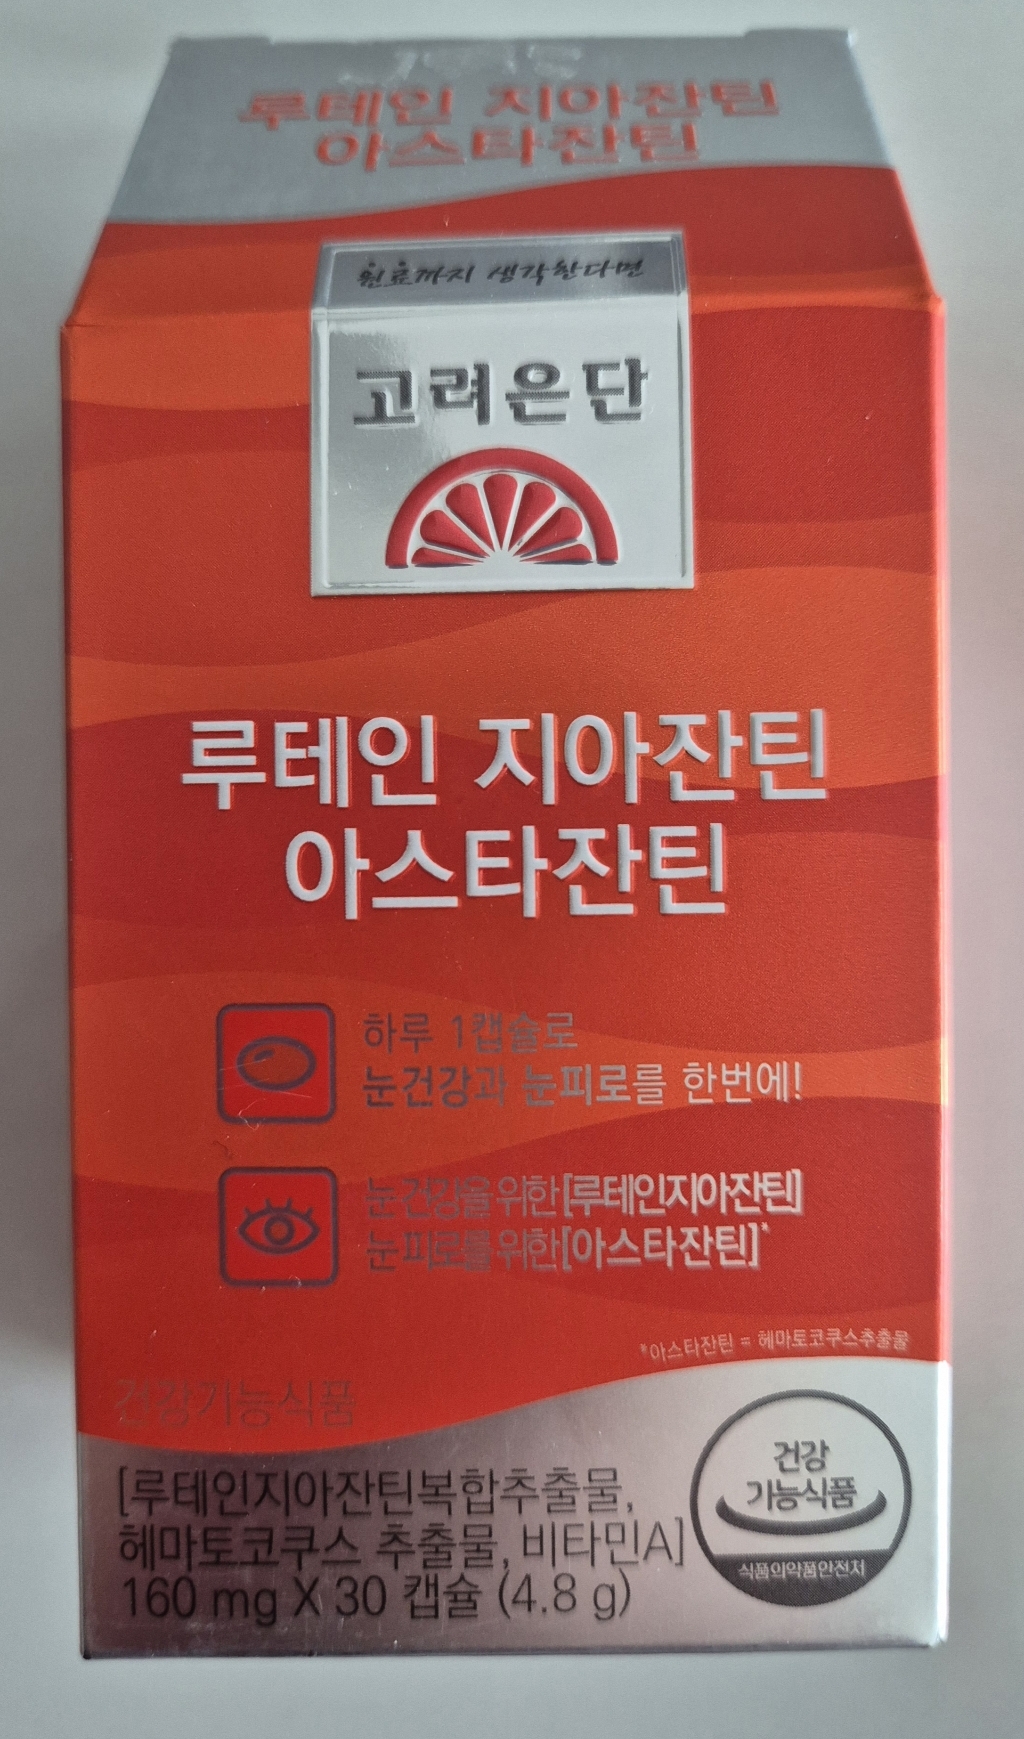 루테인 지아잔틴
아스타잔틴
원료까지 생각한다면
고려은단
루테인 지아잔틴
아스타잔틴
하루 1캡슐로
눈건강과 눈피로를 한번에!
눈건강을 위한[루테인지아잔틴]
눈피로를 위한[아스타잔틴]*
*아스타잔틴 = 헤마토코쿠스추출물
건강기능식품
[루테인지아잔틴복합추출물,
헤마토코쿠스 추출물, 비타민A]
160 mg X 30 캡슐 (4.8 g)
건강
기능식품
식품의약품안전처